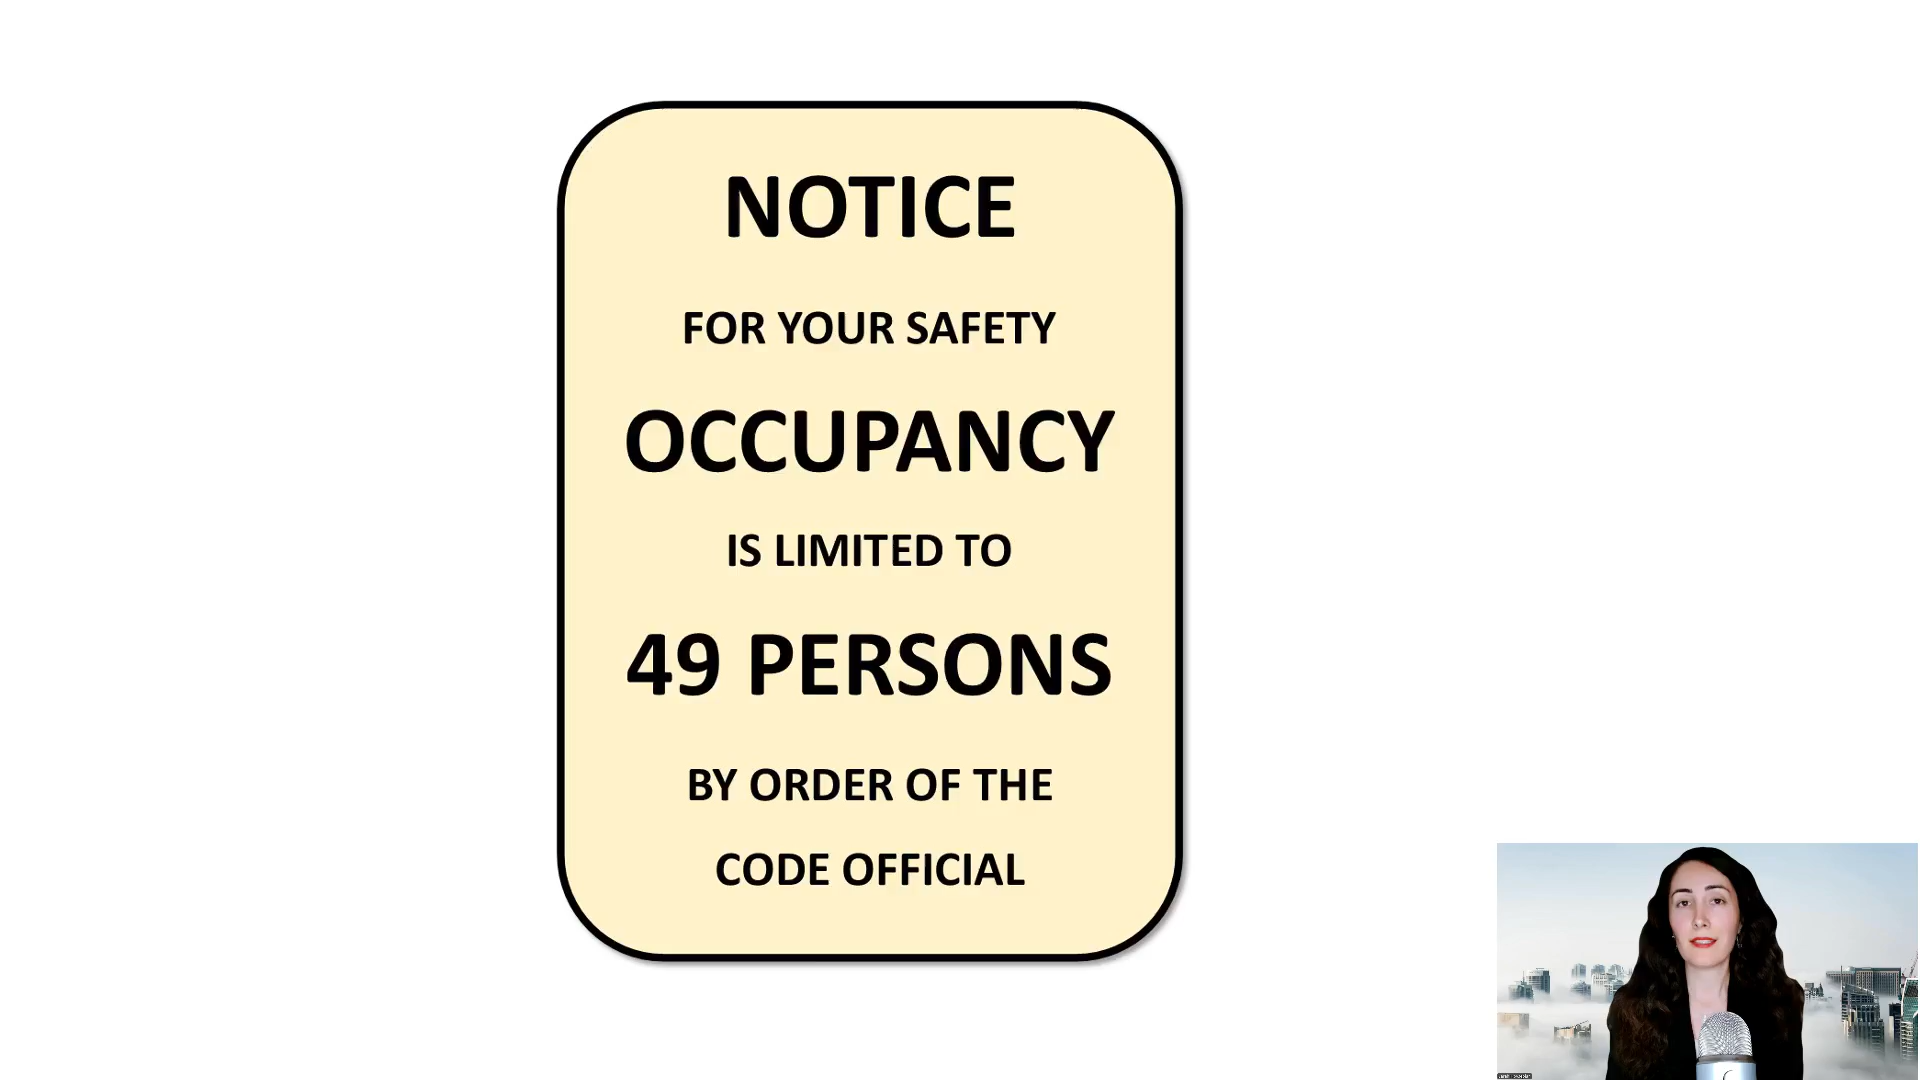 NOTICE
FOR YOUR SAFETY
OCCUPANCY
IS LIMITED TO
49 PERSONS
BY ORDER OF THE
CODE OFFICIAL